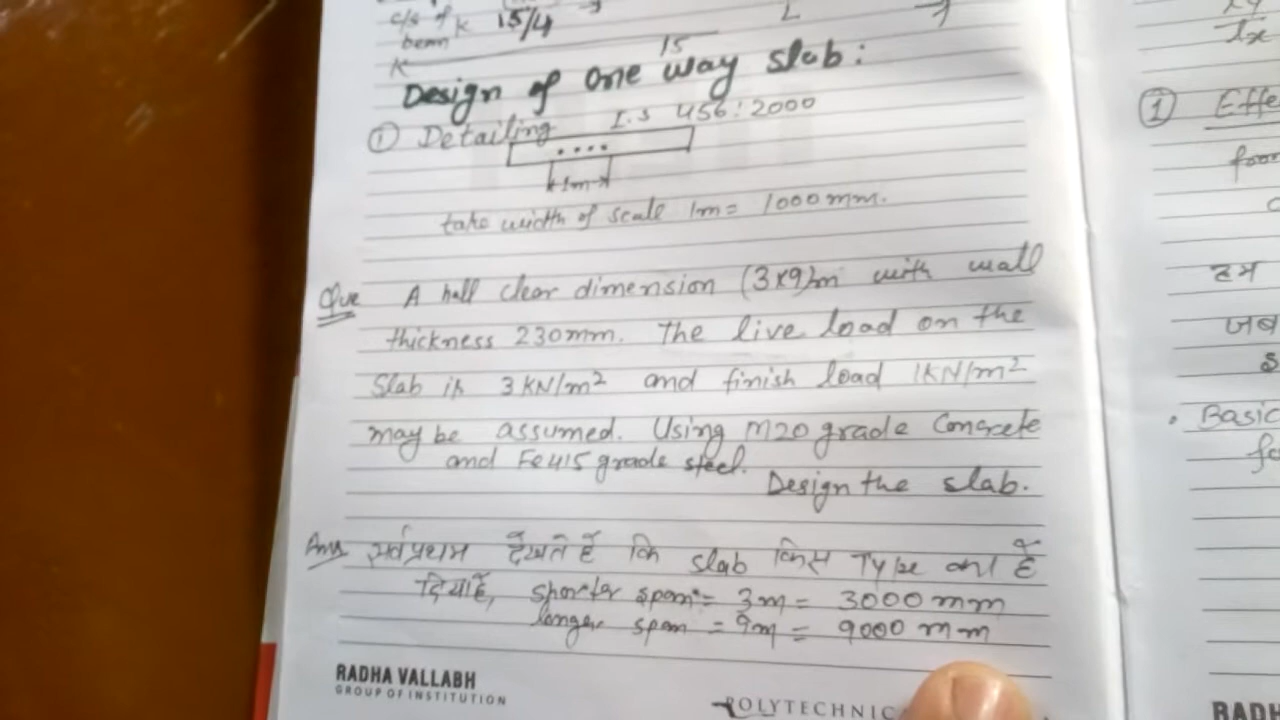 c/s of
beam
K 15/4
L
K
15
Design of one way slab:
① Detailing I.S 456:2000
1m
take width of scale 1m = 1000mm.
Que A hall clear dimension (3x9)m with wall
thickness 230mm. The live load on the
Slab is 3 KN/m² and finish load 1KN/m²
may be assumed. Using M20 grade Concrete
and Fe415 grade steel.
Design the slab.
Ans सर्वप्रथम देखते हैं कि slab किस Type का है
दिया है, shorter span = 3m = 3000 mm
longer span = 9m = 9000 mm
RADHA VALLABH
GROUP OF INSTITUTION
POLYTECHNIC
lx
①
हम
जब
Basic
RADH